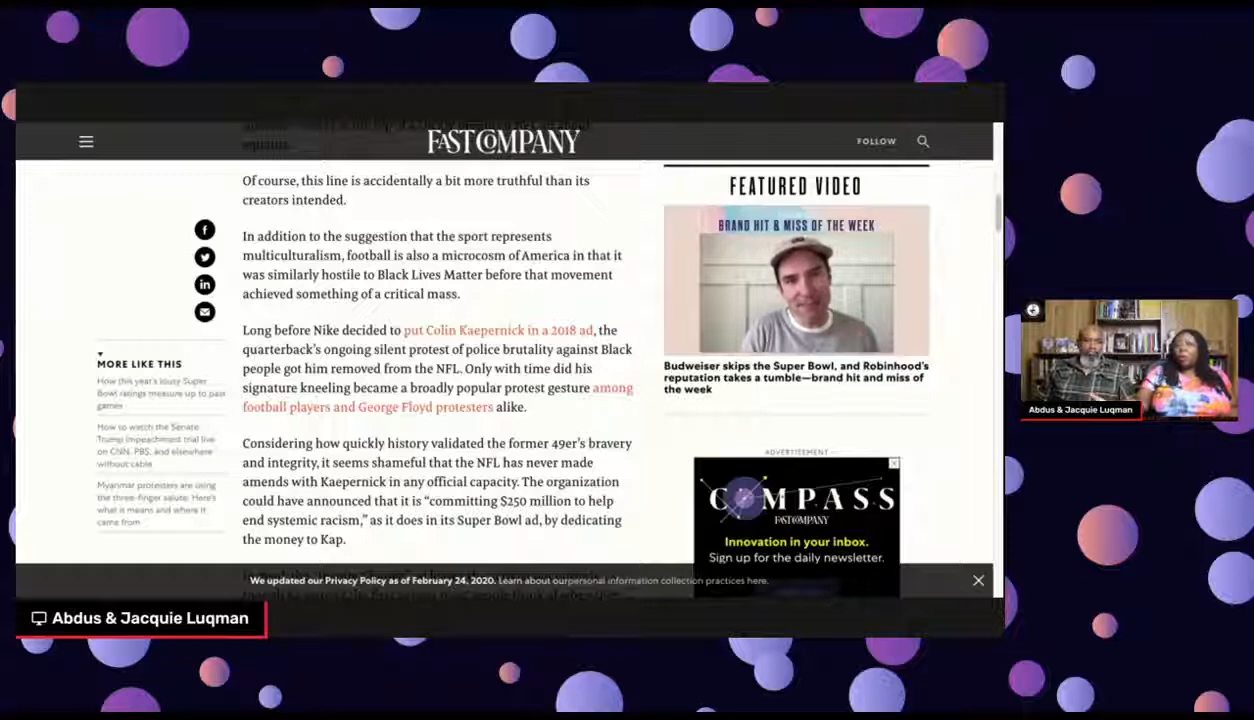 FAST COMPANY
FOLLOW
Of course, this line is accidentally a bit more truthful than its
creators intended.
In addition to the suggestion that the sport represents
multiculturalism, football is also a microcosm of America in that it
was similarly hostile to Black Lives Matter before that movement
achieved something of a critical mass.
Long before Nike decided to put Colin Kaepernick in a 2018 ad, the
quarterback's ongoing silent protest of police brutality against Black
people got him removed from the NFL. Only with time did his
signature kneeling became a broadly popular protest gesture among
football players and George Floyd protesters alike.
Considering how quickly history validated the former 49er's bravery
and integrity, it seems shameful that the NFL has never made
amends with Kaepernick in any official capacity. The organization
could have announced that it is “committing $250 million to help
end systemic racism,” as it does in its Super Bowl ad, by dedicating
the money to Kap.
MORE LIKE THIS
How this year's lousy Super
Bowl ratings measure up to past
games
How to watch the Senate
Trump impeachment trial live
on CNN, PBS, and elsewhere
without cable
Myanmar protesters are using
the three-finger salute. Here's
what it means and where it
came from
FEATURED VIDEO
BRAND HIT & MISS OF THE WEEK
Budweiser skips the Super Bowl, and Robinhood's
reputation takes a tumble—brand hit and miss of
the week
ADVERTISEMENT
COMPASS
FAST COMPANY
Innovation in your inbox.
Sign up for the daily newsletter.
We updated our Privacy Policy as of February 24, 2020. Learn about ourpersonal information collection practices here.
Abdus & Jacquie Luqman
Abdus & Jacquie Luqman